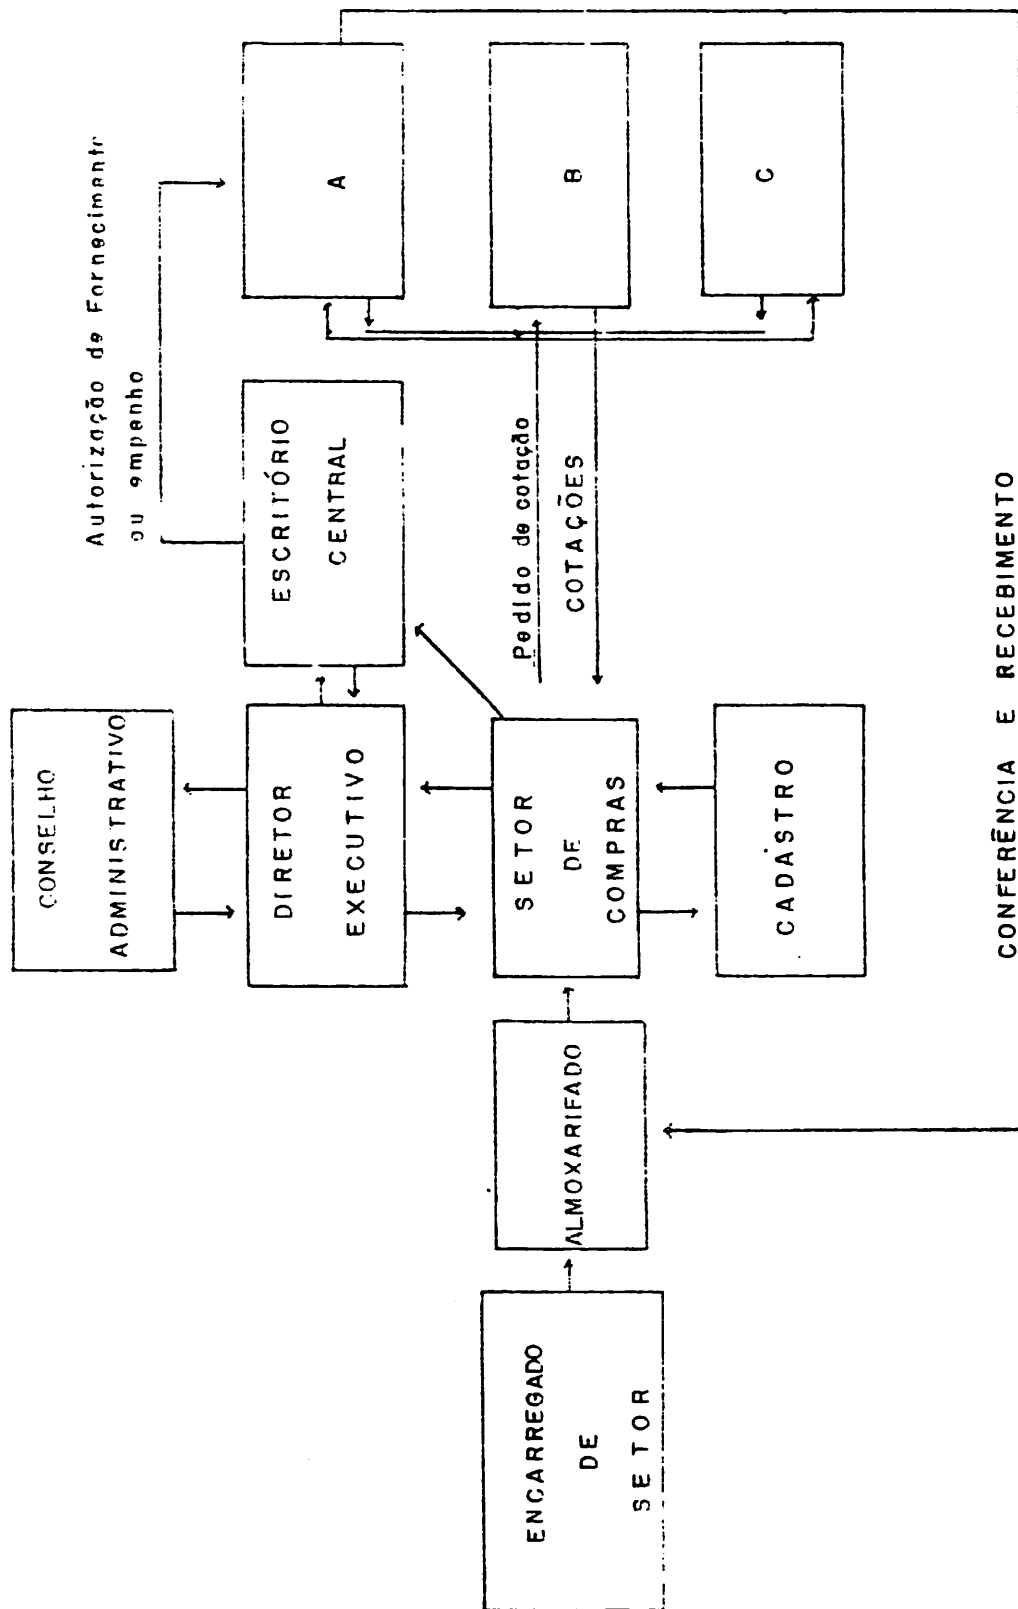 CONSELHO
ADMINISTRATIVO
Autorização de Fornecimento
ou empenho
DIRETOR
EXECUTIVO
ESCRITÓRIO
CENTRAL
A
ENCARREGADO
DE
SETOR
ALMOXARIFADO
SETOR
DE
COMPRAS
Pedido de cotação
COTAÇÕES
B
CADASTRO
C
CONFERÊNCIA E RECEBIMENTO